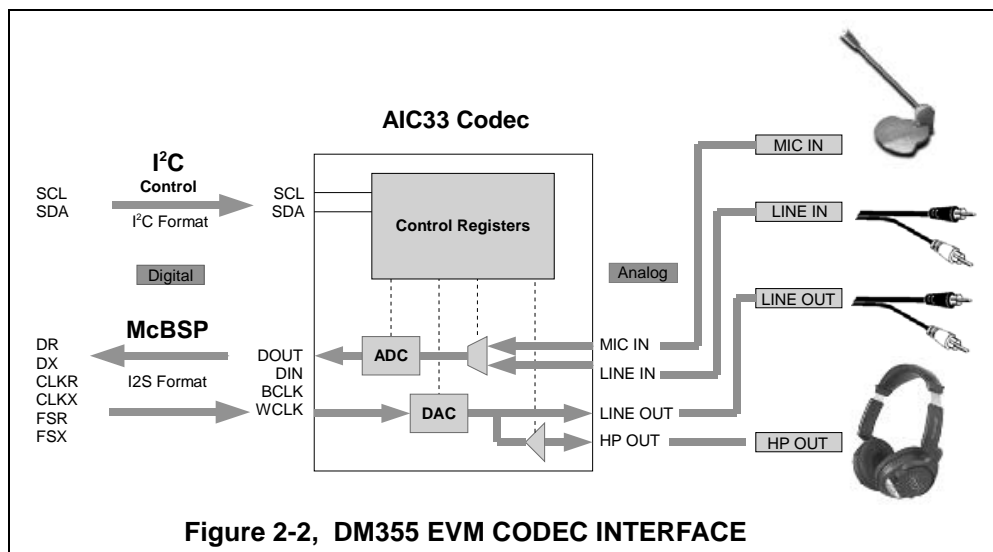 AIC33 Codec
I²C
Control
I²C Format
SCL
SDA
SCL
SDA
Control Registers
Digital
Analog
McBSP
I2S Format
DR
DX
CLKR
CLKX
FSR
FSX
DOUT
DIN
BCLK
WCLK
ADC
DAC
MIC IN
LINE IN
LINE OUT
HP OUT
MIC IN
LINE IN
LINE OUT
HP OUT
Figure 2-2, DM355 EVM CODEC INTERFACE